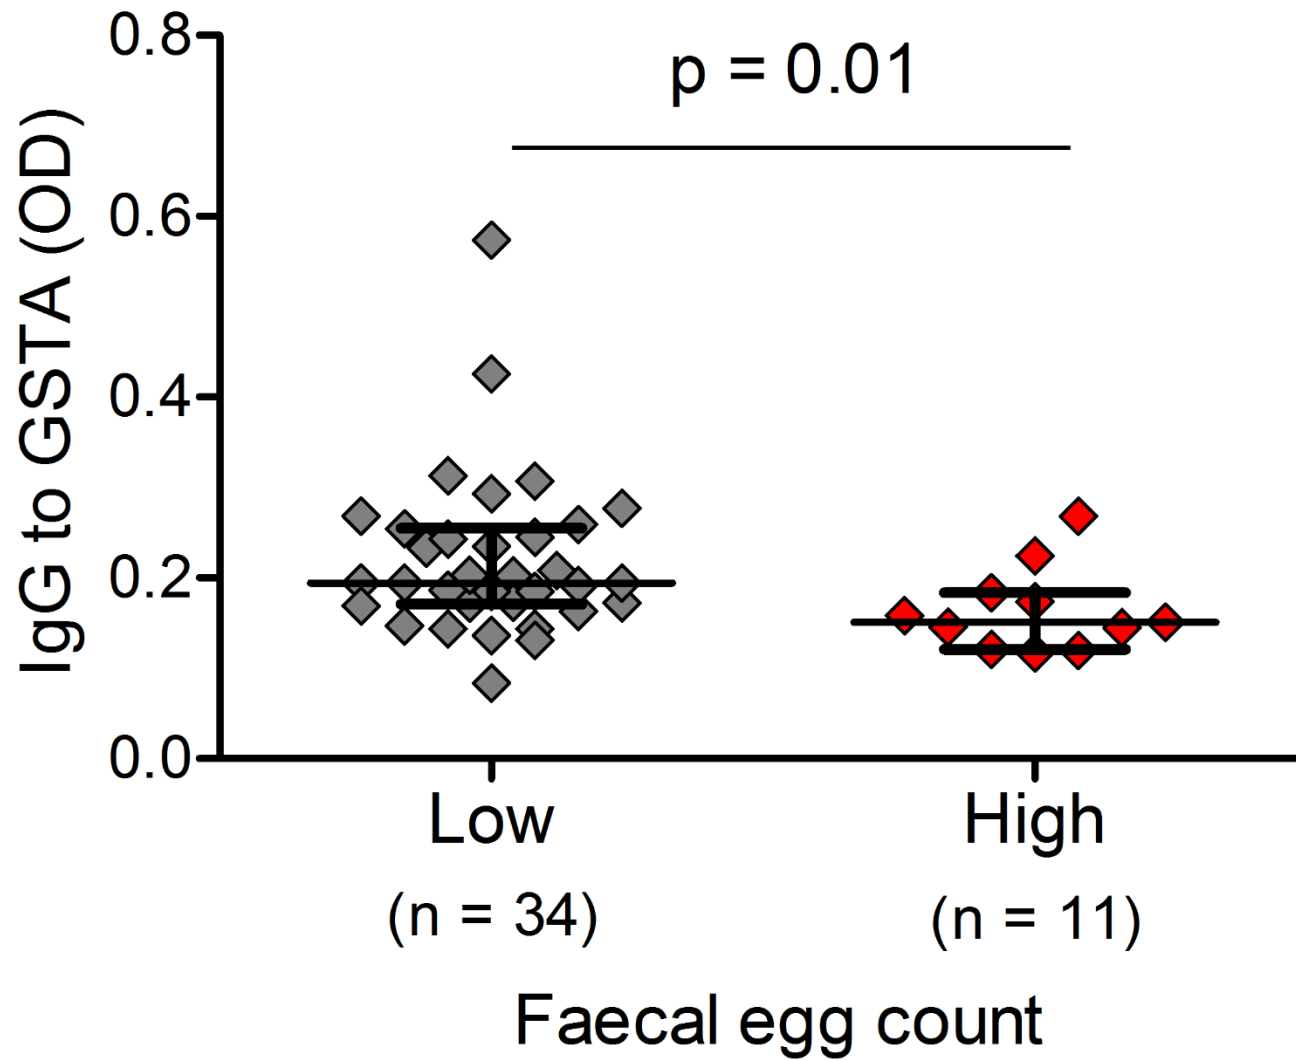 p = 0.01
IgG to GSTA (OD)
0.8
0.6
0.4
0.2
0.0
Low
High
(n = 34)
(n = 11)
Faecal egg count